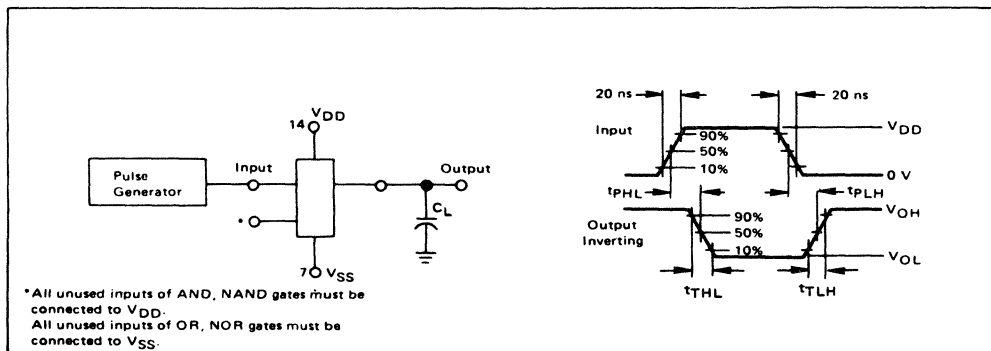 Pulse
Generator
Input
14
VDD
7
VSS
*
CL
Output
*All unused inputs of AND, NAND gates must be
connected to VDD.
All unused inputs of OR, NOR gates must be
connected to VSS.
20 ns
20 ns
Input
90%
50%
10%
VDD
0 V
tPHL
tPLH
Output
Inverting
90%
50%
10%
VOH
VOL
tTHL
tTLH